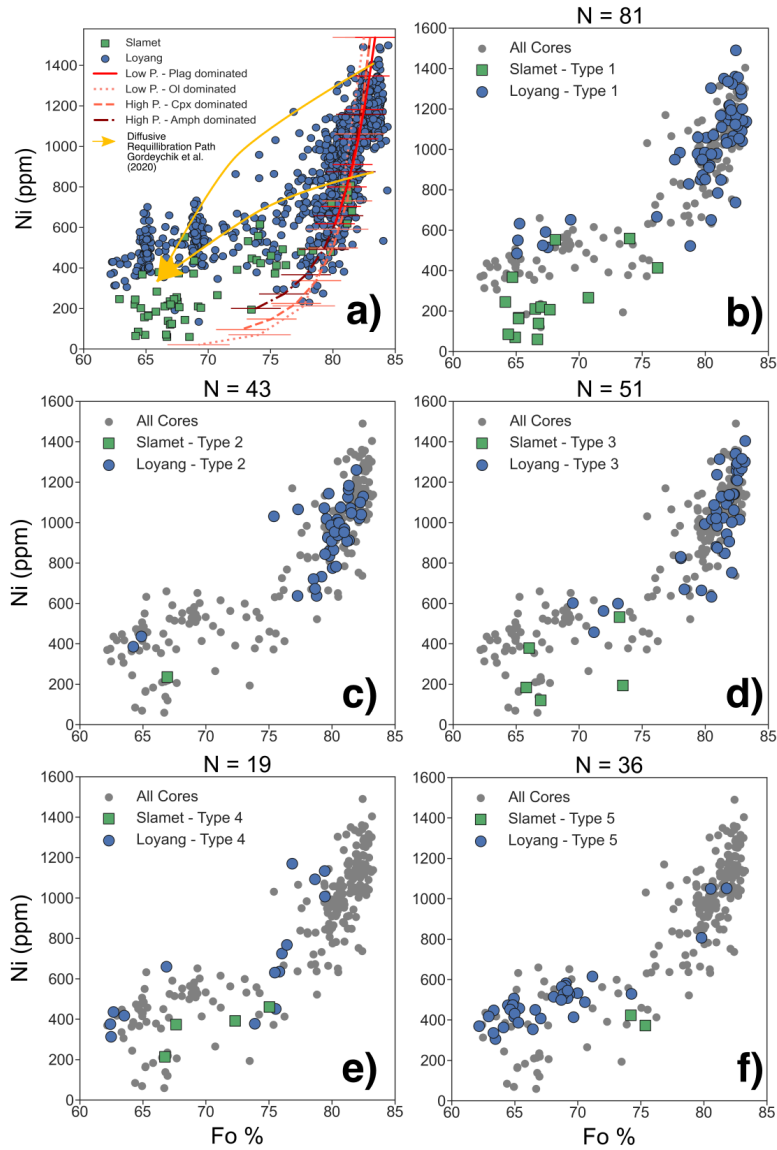 N = 81
1600
1400
1200
1000
800
600
400
200
0
Ni (ppm)
Slamet
Loyang
Low P. - Plag dominated
Low P. - Ol dominated
High P. - Cpx dominated
High P. - Amph dominated
Diffusive
Requillibration Path
Gordeychik et al.
(2020)
a)
60 65 70 75 80 85
1600
1400
1200
1000
800
600
400
200
0
All Cores
Slamet - Type 1
Loyang - Type 1
b)
60 65 70 75 80 85
N = 43
1600
1400
1200
1000
800
600
400
200
0
Ni (ppm)
All Cores
Slamet - Type 2
Loyang - Type 2
c)
60 65 70 75 80 85
N = 51
1600
1400
1200
1000
800
600
400
200
0
All Cores
Slamet - Type 3
Loyang - Type 3
d)
60 65 70 75 80 85
N = 19
1600
1400
1200
1000
800
600
400
200
0
Ni (ppm)
All Cores
Slamet - Type 4
Loyang - Type 4
e)
60 65 70 75 80 85
Fo %
N = 36
1600
1400
1200
1000
800
600
400
200
0
All Cores
Slamet - Type 5
Loyang - Type 5
f)
60 65 70 75 80 85
Fo %